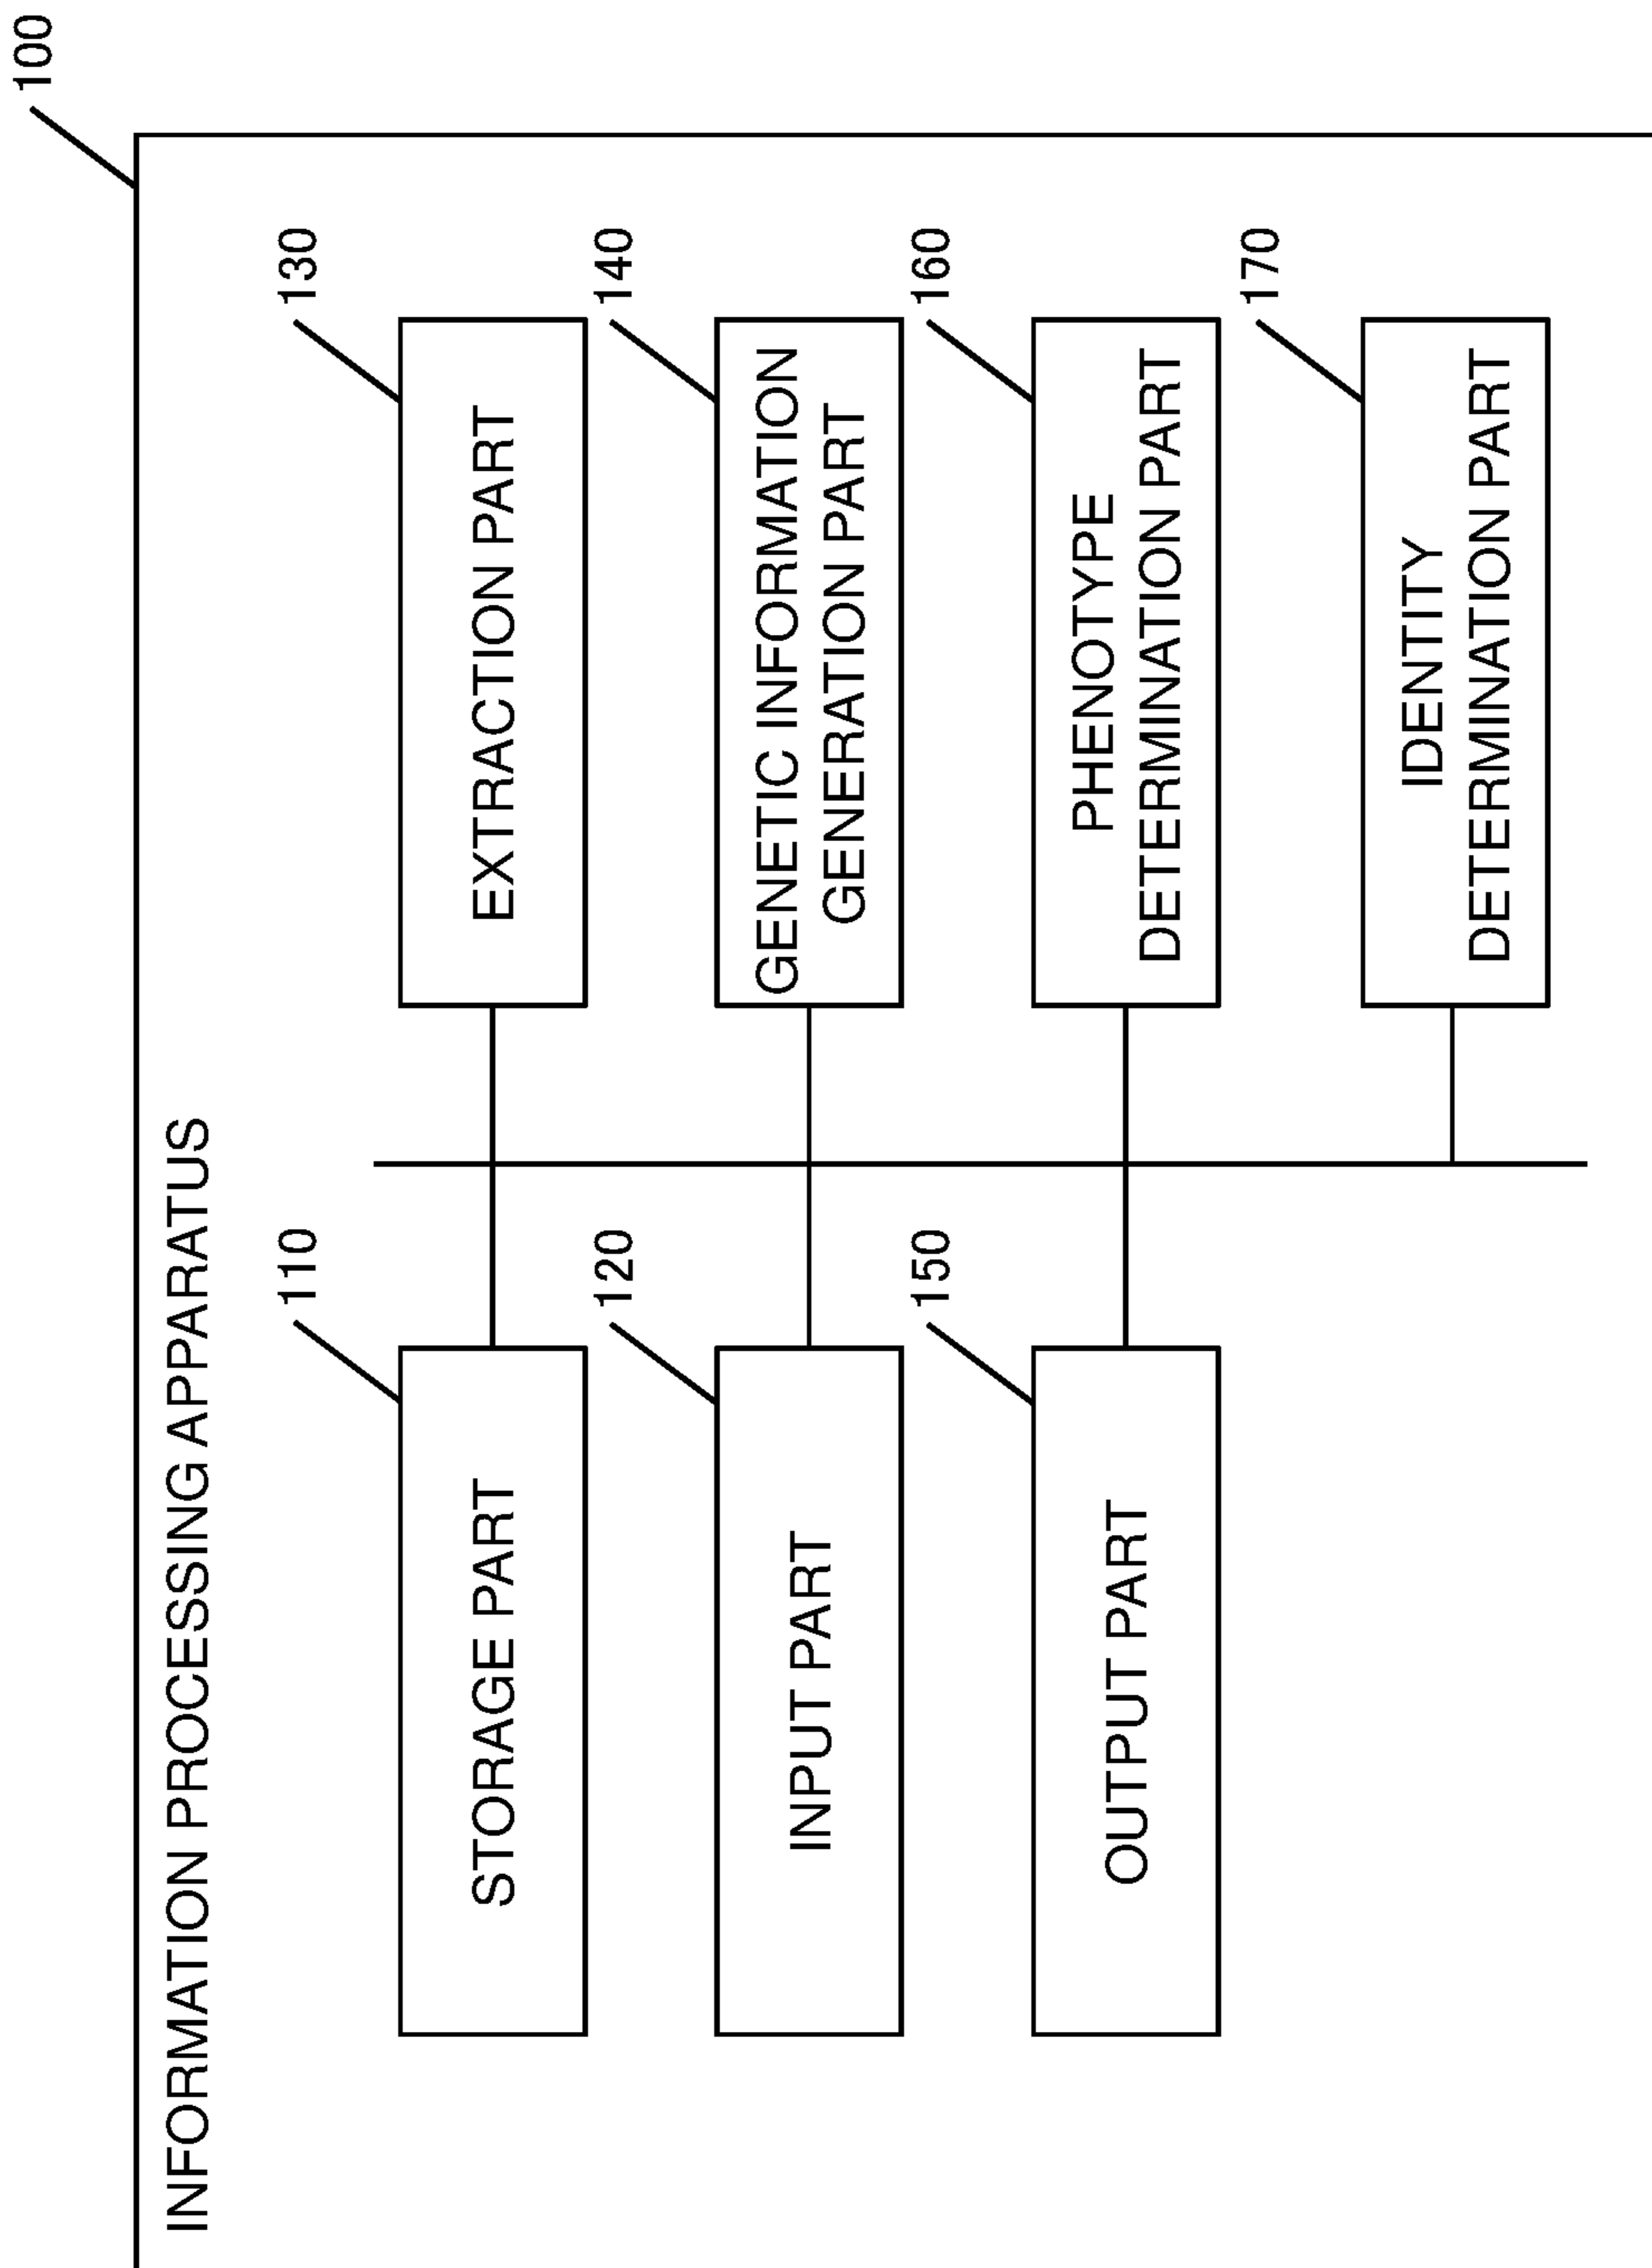 100
INFORMATION PROCESSING APPARATUS
110
STORAGE PART
130
EXTRACTION PART
120
INPUT PART
140
GENETIC INFORMATION
GENERATION PART
150
OUTPUT PART
160
PHENOTYPE
DETERMINATION PART
170
IDENTITY
DETERMINATION PART